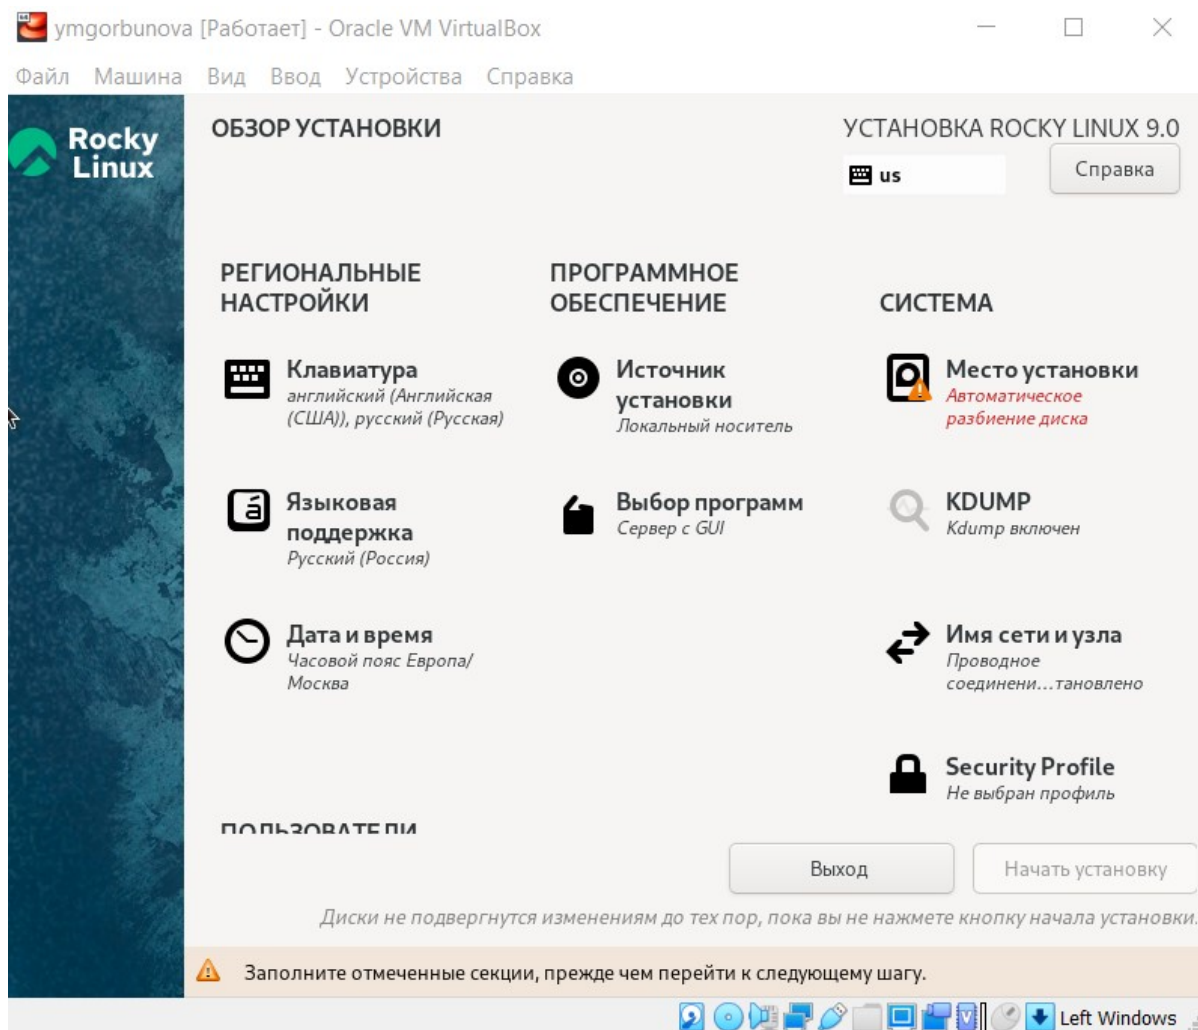 ymgorbunova [Работает] - Oracle VM VirtualBox
Файл Машина Вид Ввод Устройства Справка
Rocky
Linux
ОБЗОР УСТАНОВКИ
УСТАНОВКА ROCKY LINUX 9.0
us
Справка
РЕГИОНАЛЬНЫЕ
НАСТРОЙКИ
Клавиатура
английский (Английская
(США)), русский (Русская)
Языковая
поддержка
Русский (Россия)
Дата и время
Часовой пояс Европа/
Москва
ПРОГРАММНОЕ
ОБЕСПЕЧЕНИЕ
Источник
установки
Локальный носитель
Выбор программ
Сервер с GUI
СИСТЕМА
Место установки
Автоматическое
разбиение диска
KDUMP
Kdump включен
Имя сети и узла
Проводное
соединени...тановлено
Security Profile
Не выбран профиль
ПОЛЬЗОВАТЕЛИ
Выход
Начать установку
Диски не подвергнутся изменениям до тех пор, пока вы не нажмете кнопку начала установки.
Заполните отмеченные секции, прежде чем перейти к следующему шагу.
Left Windows